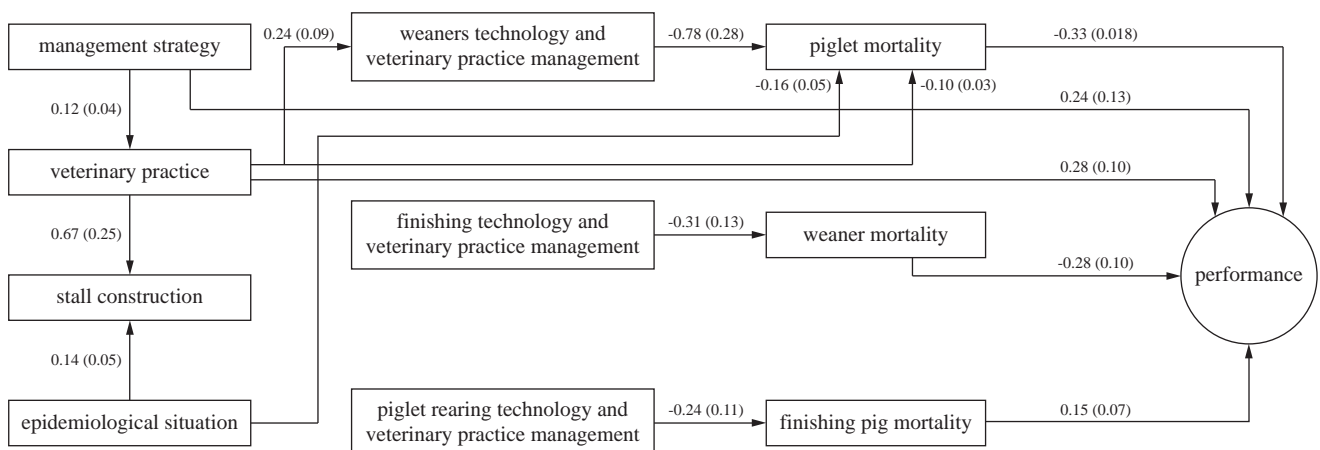 management strategy
0.24 (0.09)
weaners technology and
veterinary practice management
-0.78 (0.28)
piglet mortality
-0.33 (0.018)
-0.16 (0.05)
-0.10 (0.03)
0.12 (0.04)
0.24 (0.13)
veterinary practice
0.28 (0.10)
0.67 (0.25)
finishing technology and
veterinary practice management
-0.31 (0.13)
weaner mortality
-0.28 (0.10)
performance
stall construction
0.14 (0.05)
epidemiological situation
piglet rearing technology and
veterinary practice management
-0.24 (0.11)
finishing pig mortality
0.15 (0.07)